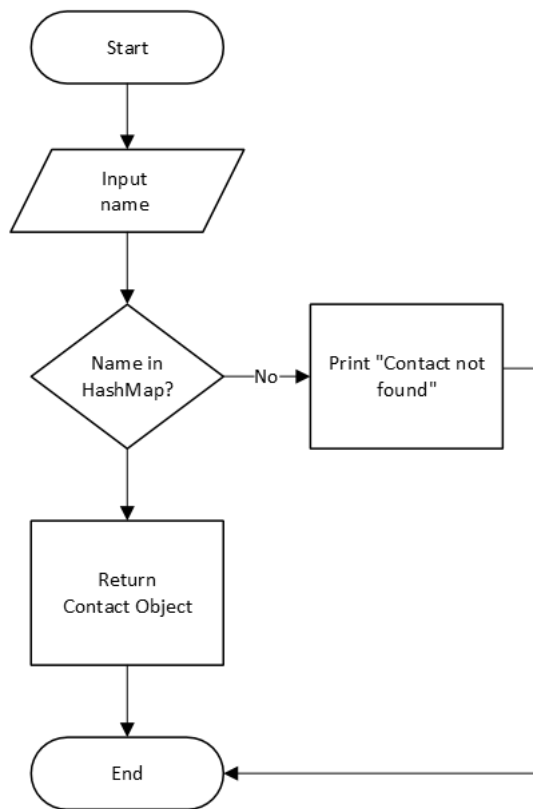 Start
Input
name
Name in
HashMap?
No
Print "Contact not
found"
Return
Contact Object
End